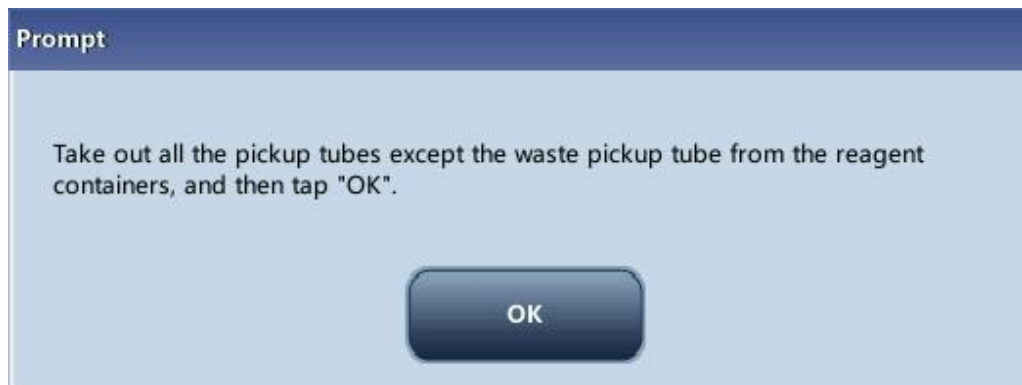 Prompt
Take out all the pickup tubes except the waste pickup tube from the reagent
containers, and then tap "OK".
OK